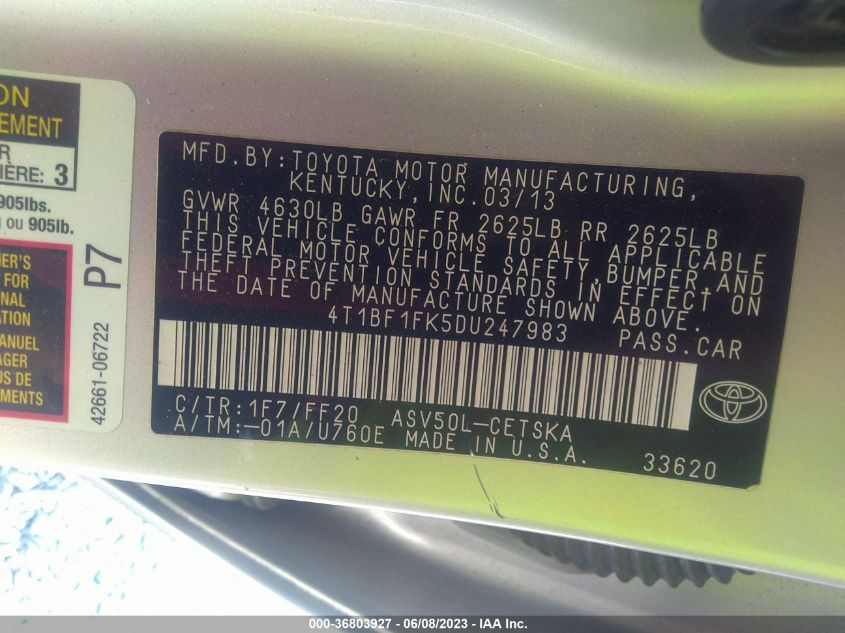 ON
EMENT
R
IÈRE: 3
905lbs.
g ou 905lb.
ER'S
FOR
NAL
ATION
MANUEL
AGER
US DE
EMENTS.
P7
42661-06722
MFD.BY:TOYOTA MOTOR MANUFACTURING,
KENTUCKY,INC.03/13
GVWR 4630LB GAWR FR 2625LB RR 2625LB
THIS VEHICLE CONFORMS TO ALL APPLICABLE
FEDERAL MOTOR VEHICLE SAFETY,BUMPER,AND
THEFT PREVENTION STANDARDS IN EFFECT ON
THE DATE OF MANUFACTURE SHOWN ABOVE.
4T1BF1FK5DU247983 PASS.CAR
C/TR:1F7/FF20 ASV50L-CETSKA
A/TM:-01A/U760E MADE IN U.S.A. 33620
000-36803927 - 06/08/2023 - IAA Inc.